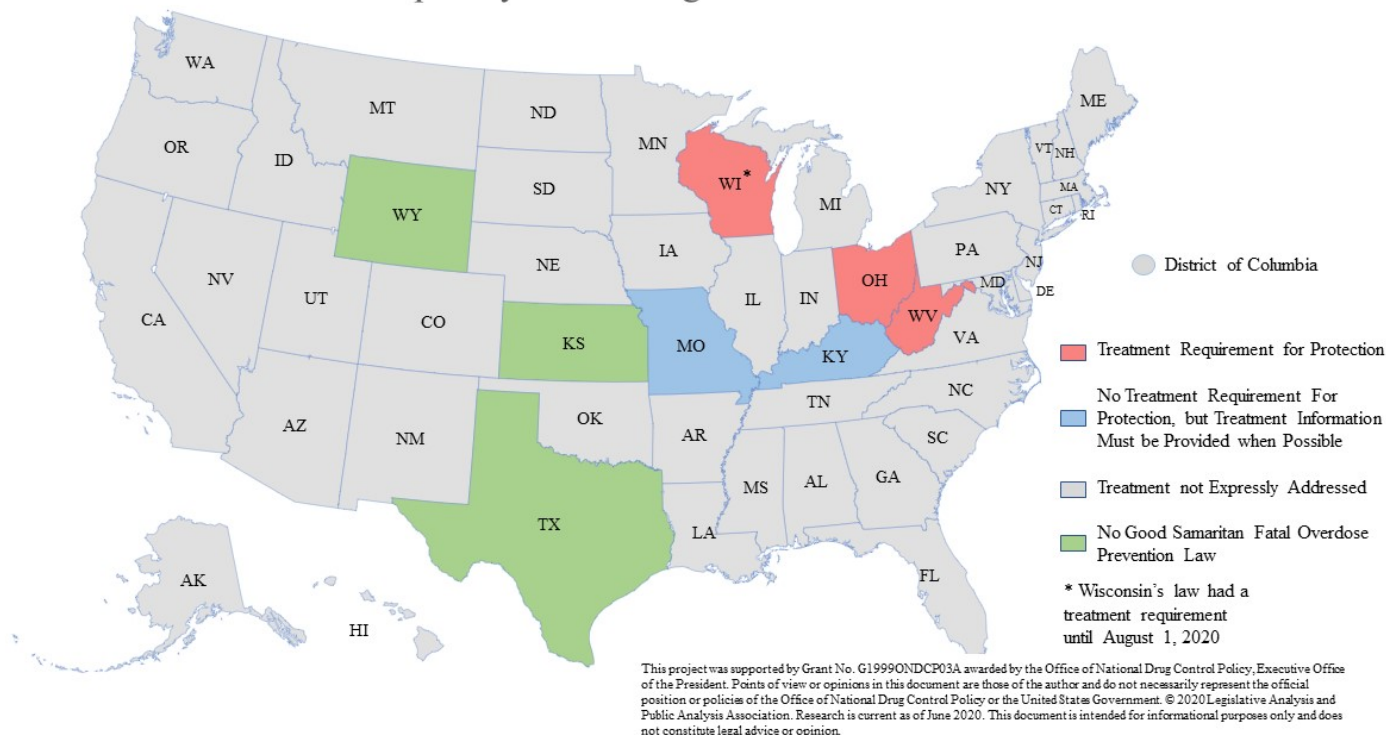 WA
MT
ND
MN
ME
OR
ID
SD
WI*
MI
VT
NH
NY
MA
CT
RI
WY
IA
PA
NJ
NE
NV
UT
IL
IN
OH
MD
DE
District of Columbia
CA
CO
KS
MO
WV
KY
VA
Treatment Requirement for Protection
NC
TN
No Treatment Requirement For
Protection, but Treatment Information
Must be Provided when Possible
AZ
NM
OK
AR
SC
MS
AL
GA
Treatment not Expressly Addressed
TX
LA
No Good Samaritan Fatal Overdose
Prevention Law
AK
FL
HI
* Wisconsin's law had a
treatment requirement
until August 1, 2020
This project was supported by Grant No. G1999ONDCP03A awarded by the Office of National Drug Control Policy, Executive Office
of the President. Points of view or opinions in this document are those of the author and do not necessarily represent the official
position or policies of the Office of National Drug Control Policy or the United States Government. © 2020 Legislative Analysis and
Public Analysis Association. Research is current as of June 2020. This document is intended for informational purposes only and does
not constitute legal advice or opinion.